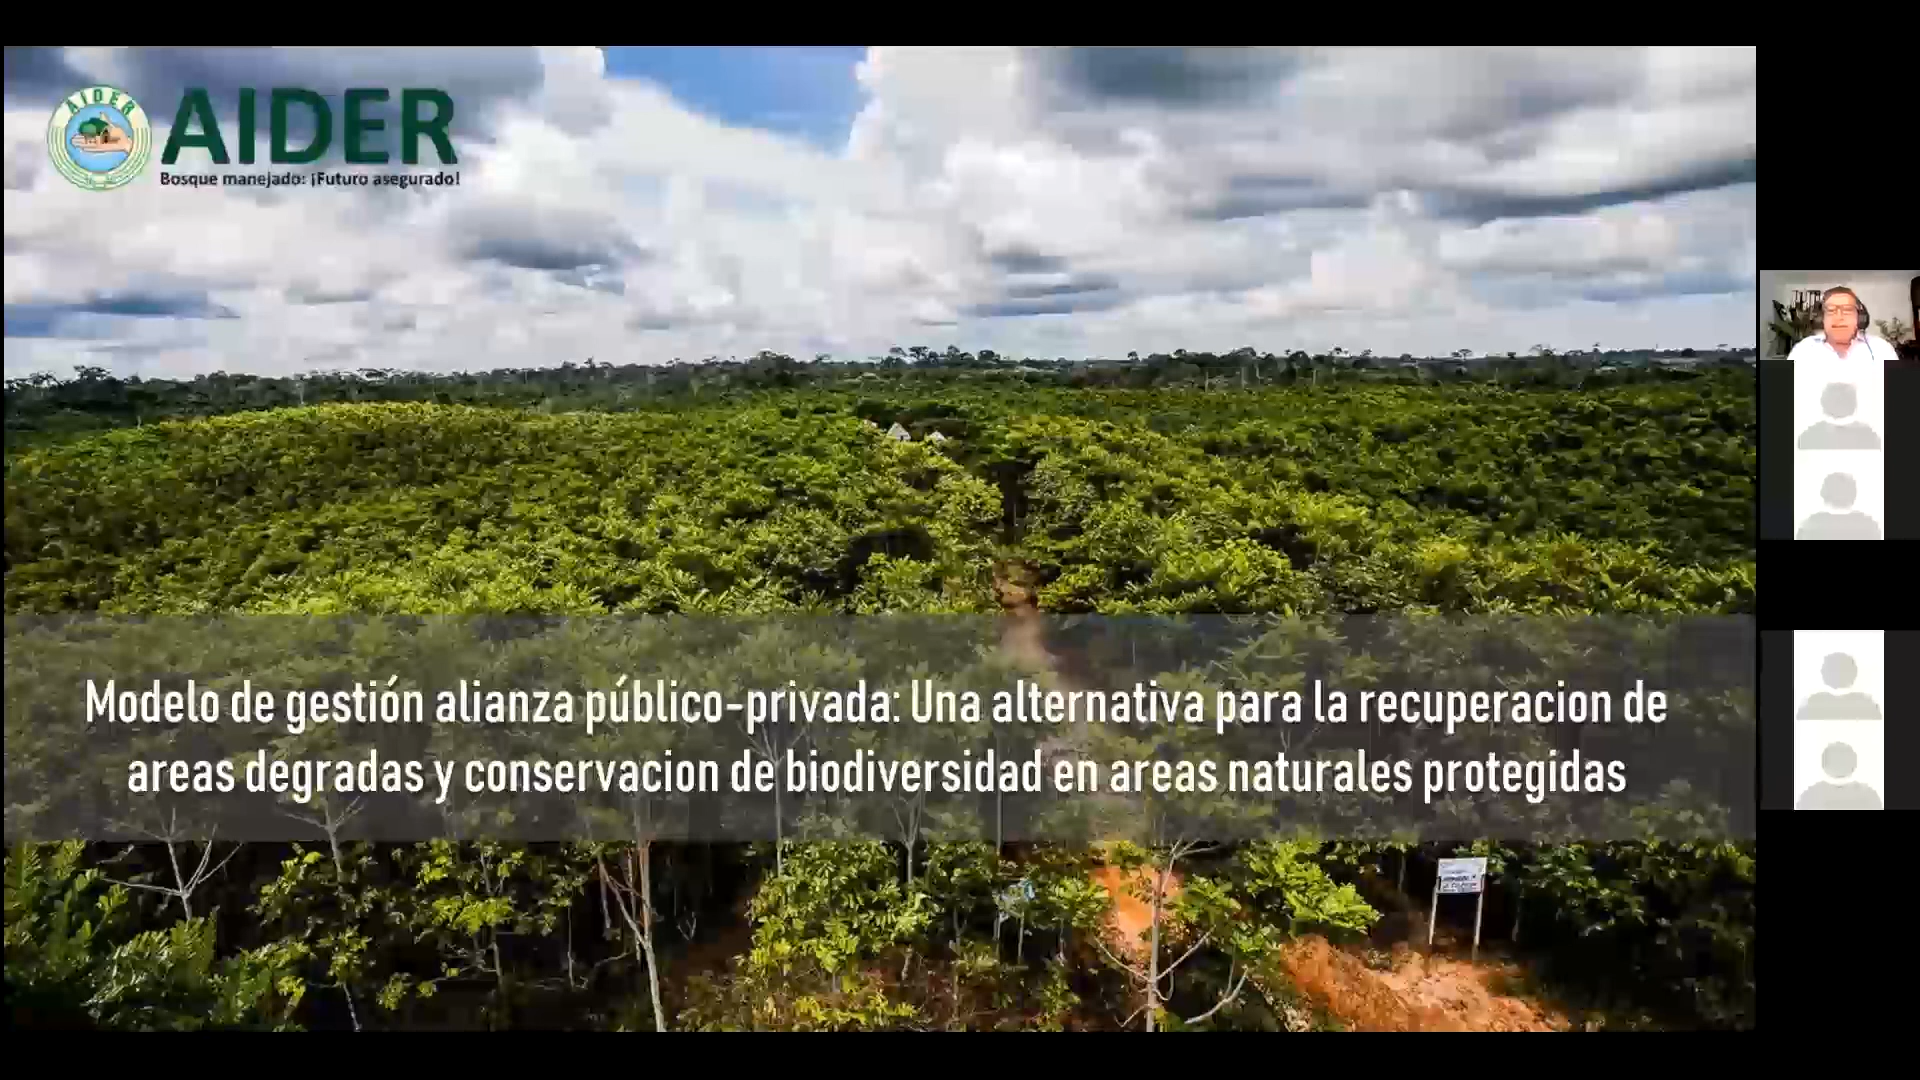 AIDER
AIDER
Bosque manejado: ¡Futuro asegurado!
Modelo de gestión alianza público-privada: Una alternativa para la recuperacion de
areas degradas y conservacion de biodiversidad en areas naturales protegidas